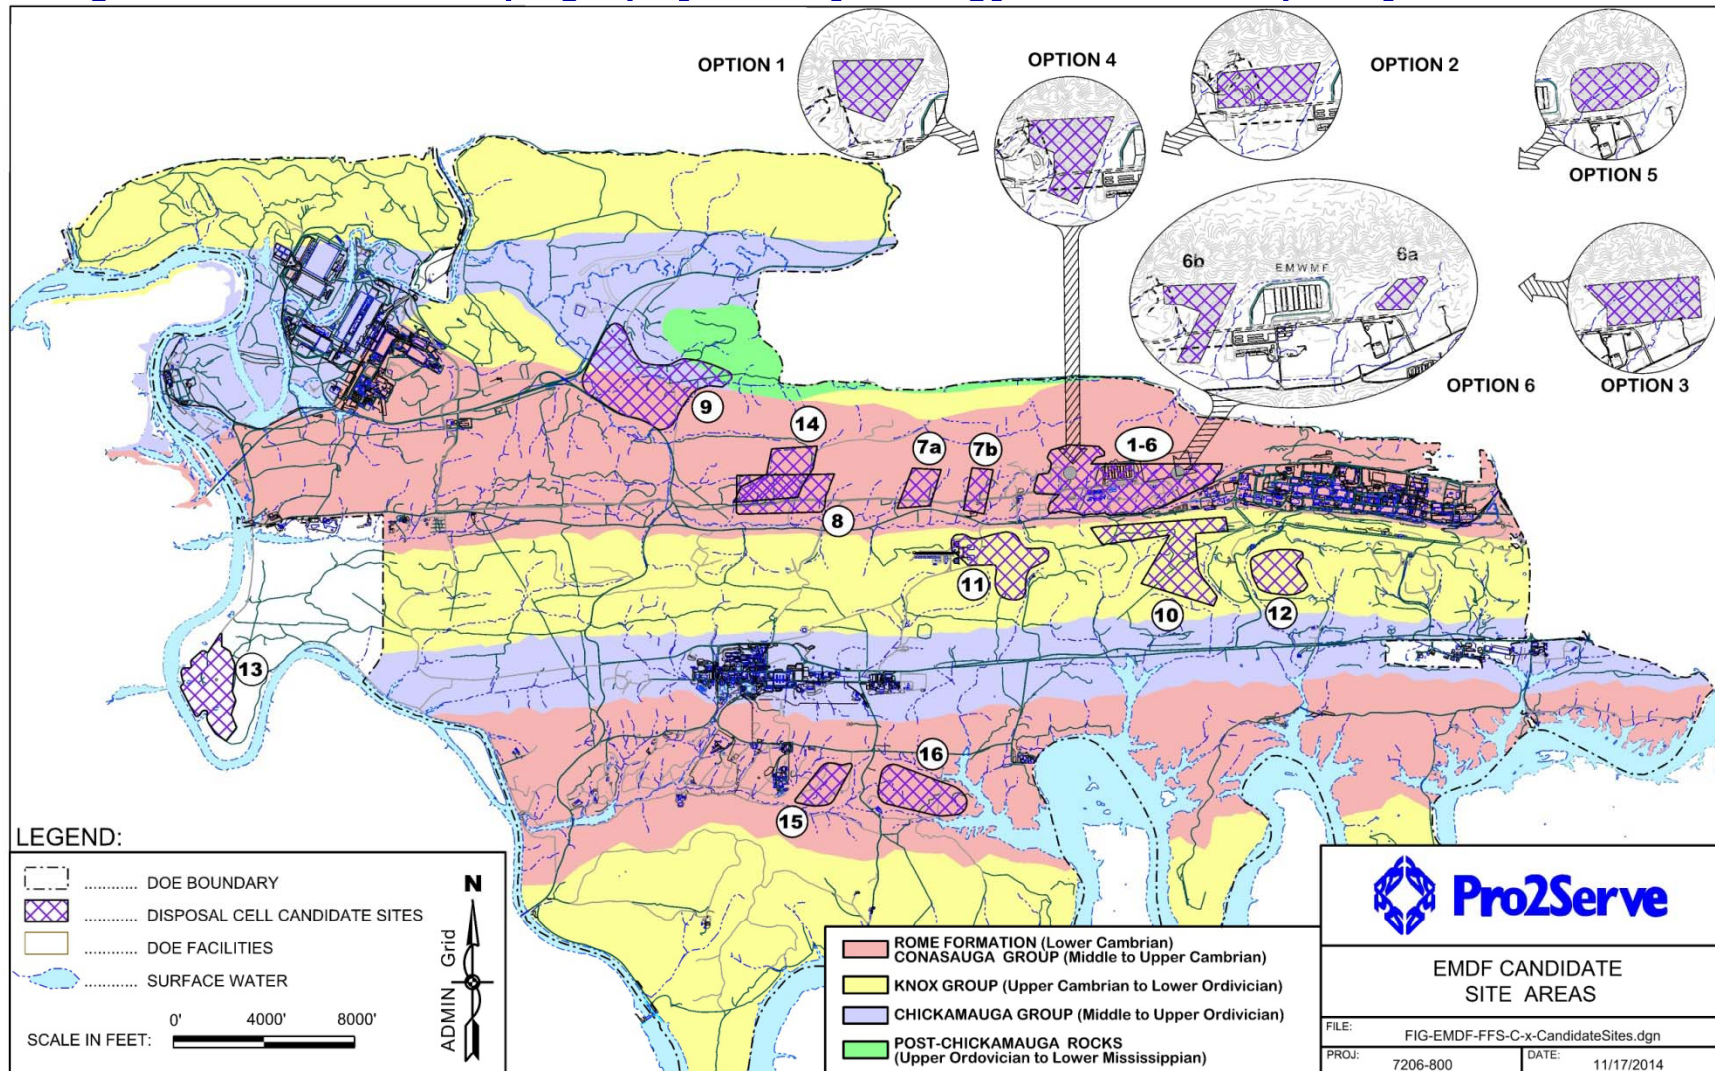 OPTION 1
OPTION 4
OPTION 2
OPTION 5
6b
EMWMF
6a
OPTION 6
OPTION 3
9
14
7a
7b
1-6
8
11
10
12
13
16
15
LEGEND:
............ DOE BOUNDARY
............ DISPOSAL CELL CANDIDATE SITES
............ DOE FACILITIES
............ SURFACE WATER
SCALE IN FEET:
0'
4000'
8000'
N
ADMIN Grid
ROME FORMATION (Lower Cambrian)
CONASAUGA GROUP (Middle to Upper Cambrian)
KNOX GROUP (Upper Cambrian to Lower Ordivician)
CHICKAMAUGA GROUP (Middle to Upper Ordivician)
POST-CHICKAMAUGA ROCKS
(Upper Ordovician to Lower Mississippian)
Pro2Serve
EMDF CANDIDATE
SITE AREAS
FILE: FIG-EMDF-FFS-C-x-CandidateSites.dgn
PROJ: 7206-800
DATE: 11/17/2014